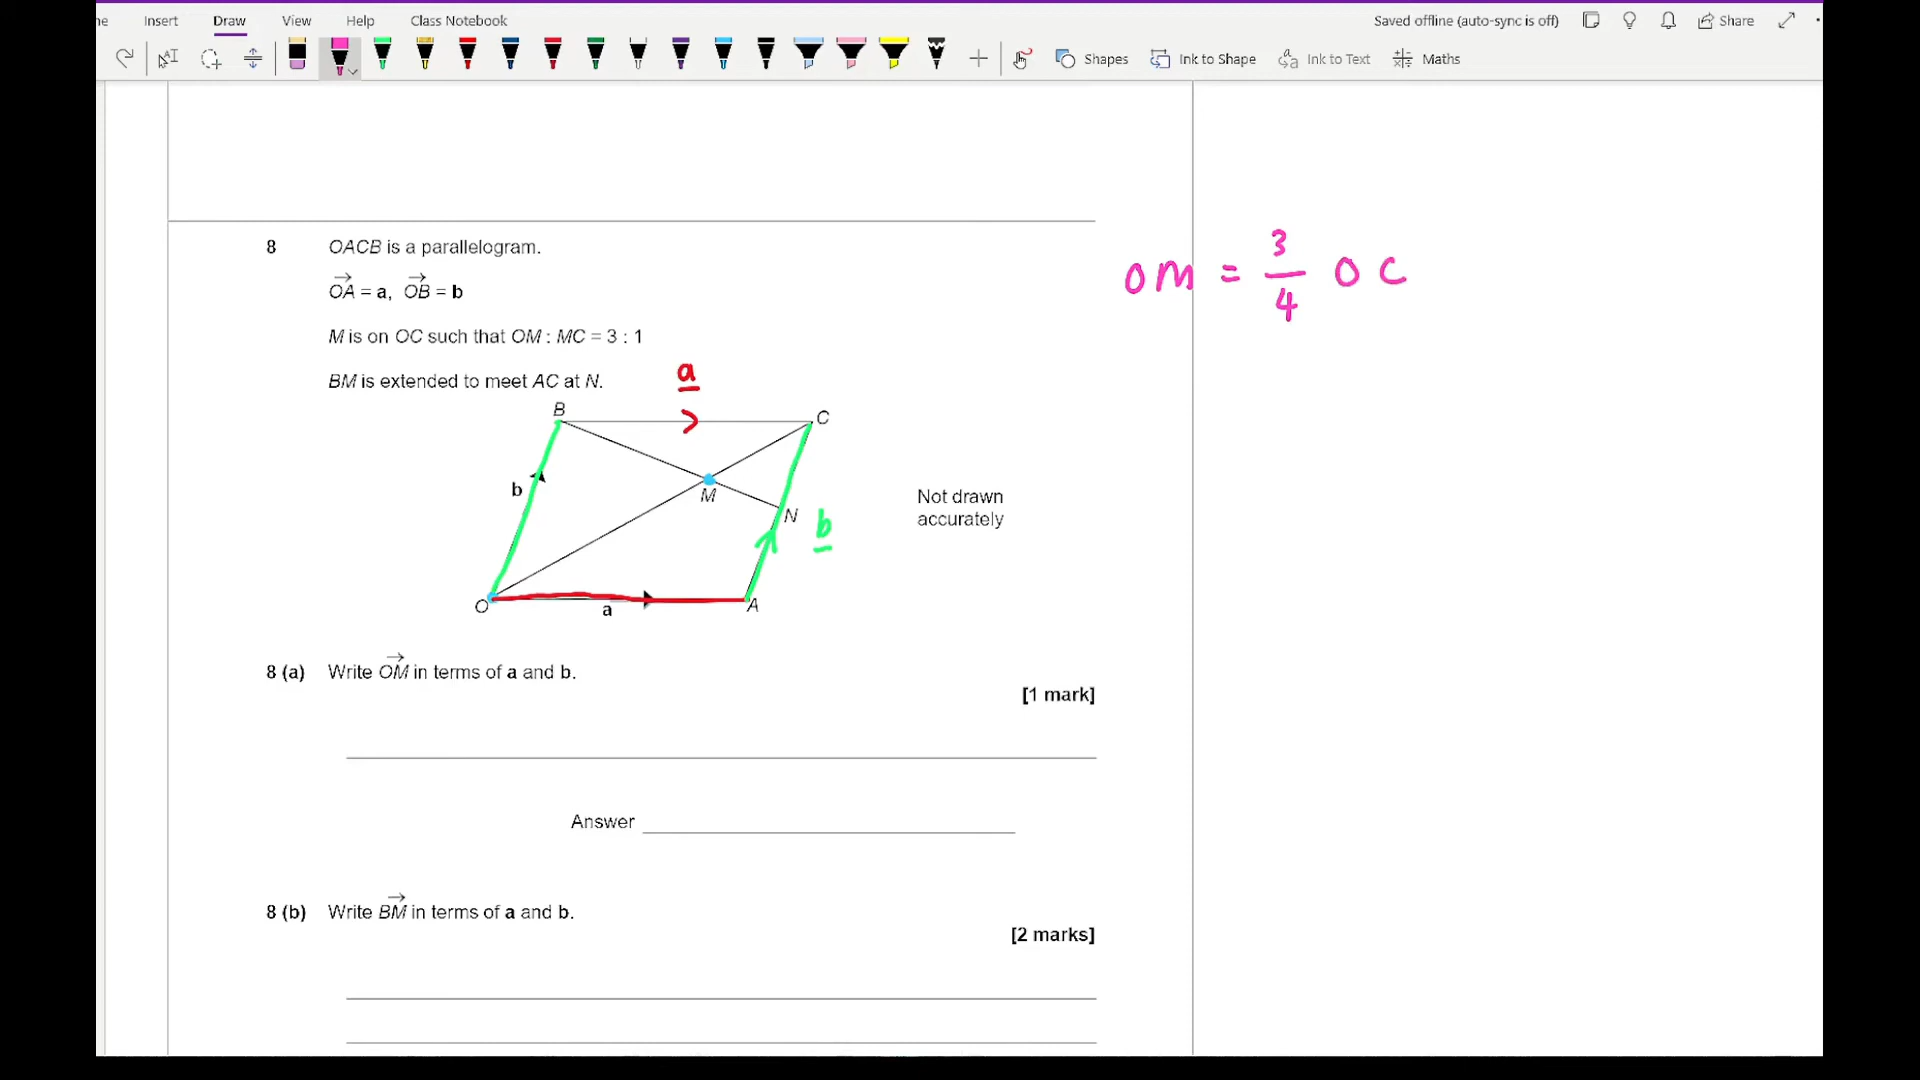 ne Insert Draw View Help Class Notebook Saved offline (auto-sync is off) Share
Shapes Ink to Shape Ink to Text Maths
8 OACB is a parallelogram.
OA = a, OB = b
M is on OC such that OM : MC = 3 : 1
BM is extended to meet AC at N.
OM = 3/4 OC
a
B
C
b
M
N
b
Not drawn
accurately
O
a
A
8 (a) Write OM in terms of a and b.
[1 mark]
Answer
8 (b) Write BM in terms of a and b.
[2 marks]